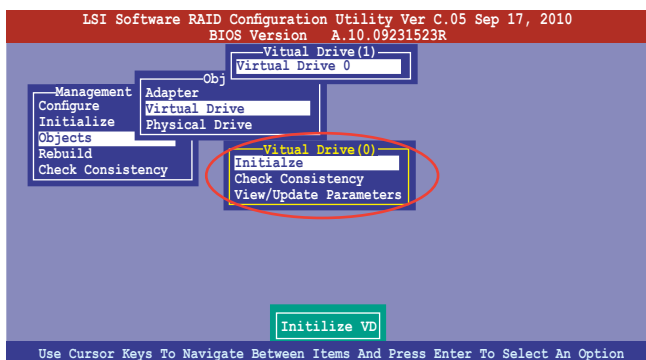 LSI Software RAID Configuration Utility Ver C.05 Sep 17, 2010
BIOS Version A.10.09231523R
Vitual Drive(1)
Virtual Drive 0
Obj
Adapter
Virtual Drive
Physical Drive
Management
Configure
Initialize
Objects
Rebuild
Check Consistency
Vitual Drive(0)
Initialze
Check Consistency
View/Update Parameters
Initilize VD
Use Cursor Keys To Navigate Between Items And Press Enter To Select An Option